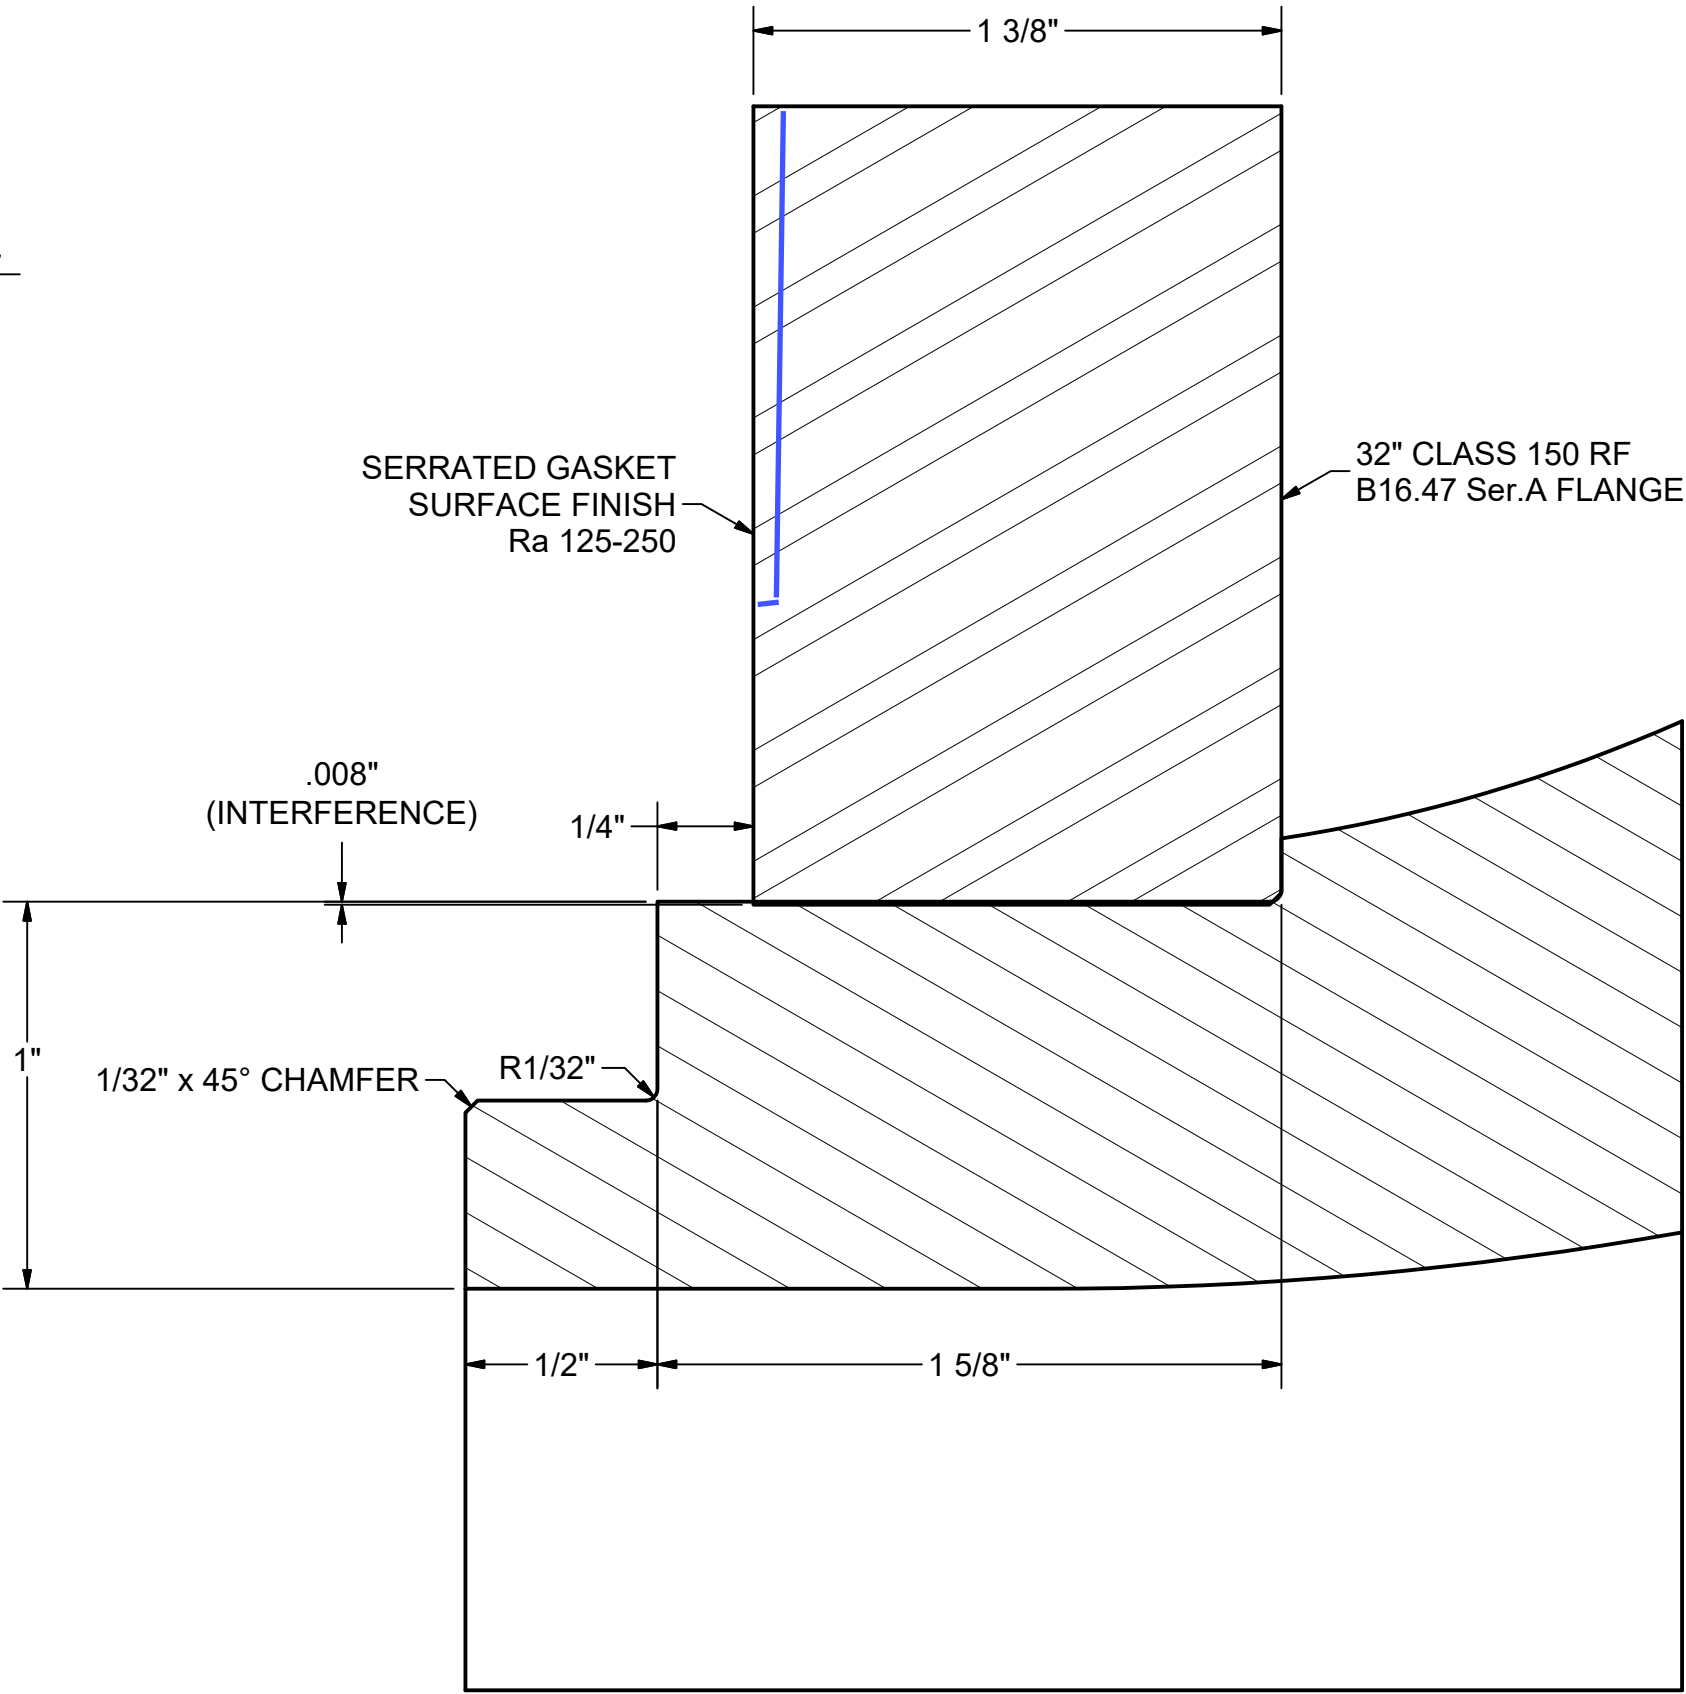 1 3/8"
SERRATED GASKET
SURFACE FINISH
Ra 125-250
32" CLASS 150 RF
B16.47 Ser.A FLANGE
.008"
(INTERFERENCE)
1/4"
1"
1/32" x 45° CHAMFER
R1/32"
1/2"
1 5/8"